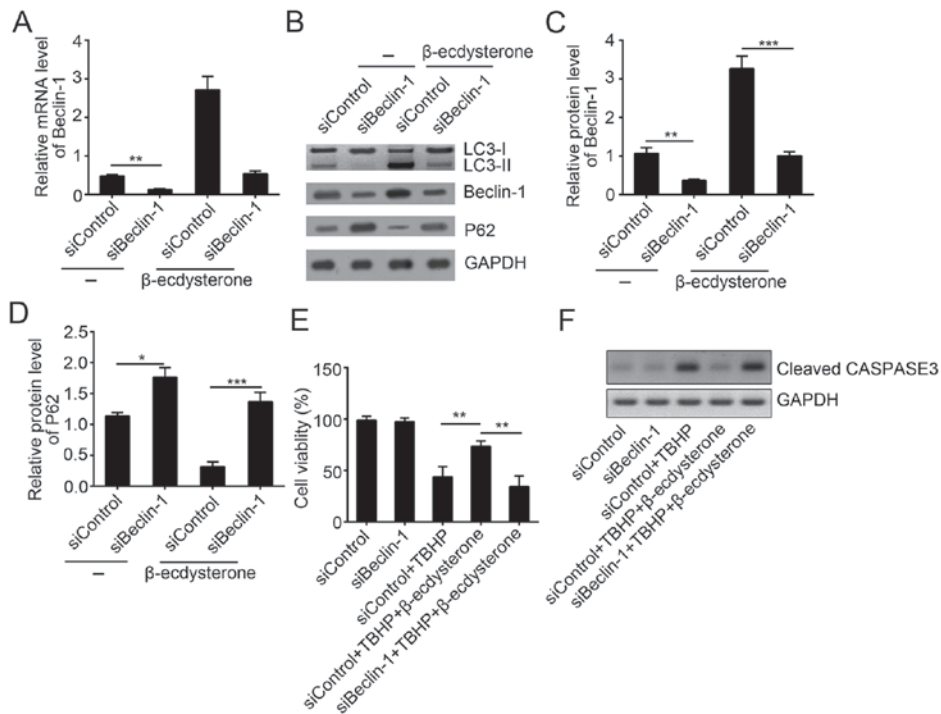 A
Relative mRNA level
of Beclin-1
4
3
2
1
0
**
siControl
siBeclin-1
siControl
siBeclin-1
–
β-ecdysterone
B
–
β-ecdysterone
siControl
siBeclin-1
siControl
siBeclin-1
LC3-I
LC3-II
Beclin-1
P62
GAPDH
C
Relative protein level
of Beclin-1
4
3
2
1
0
**
***
siControl
siBeclin-1
siControl
siBeclin-1
–
β-ecdysterone
D
Relative protein level
of P62
2.5
2.0
1.5
1.0
0.5
0.0
*
***
siControl
siBeclin-1
siControl
siBeclin-1
–
β-ecdysterone
E
Cell viablity (%)
150
100
50
0
**
**
siControl
siBeclin-1
siControl+TBHP
siControl+TBHP+β-ecdysterone
siBeclin-1+TBHP+β-ecdysterone
F
Cleaved CASPASE3
GAPDH
siControl
siBeclin-1
siControl+TBHP
siControl+TBHP+β-ecdysterone
siBeclin-1+TBHP+β-ecdysterone